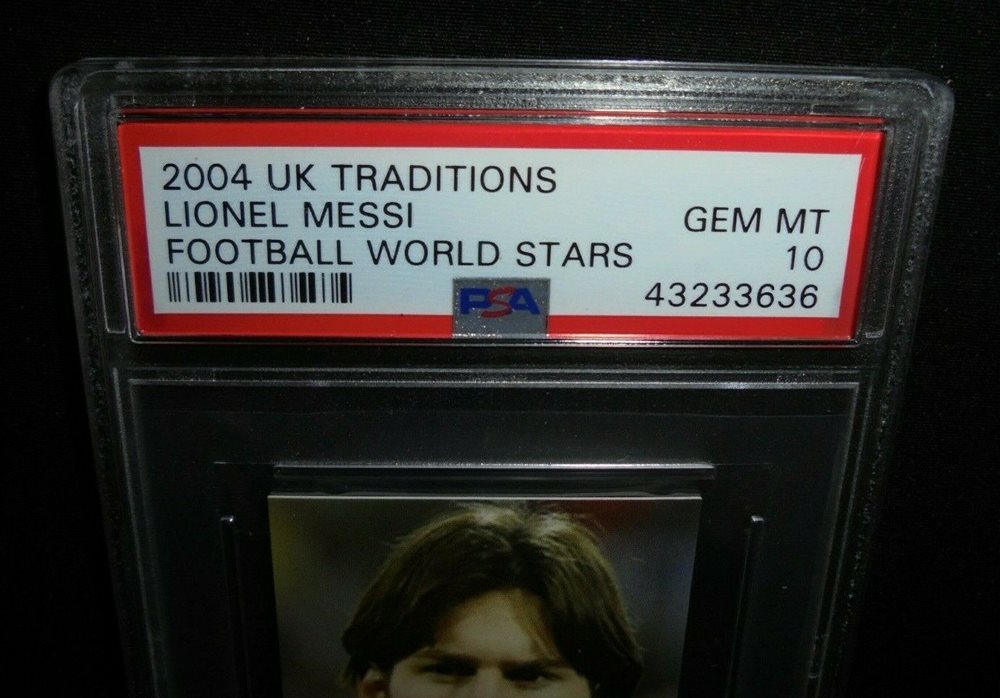 2004 UK TRADITIONS
LIONEL MESSI
GEM MT
FOOTBALL WORLD STARS
10
PSA
43233636